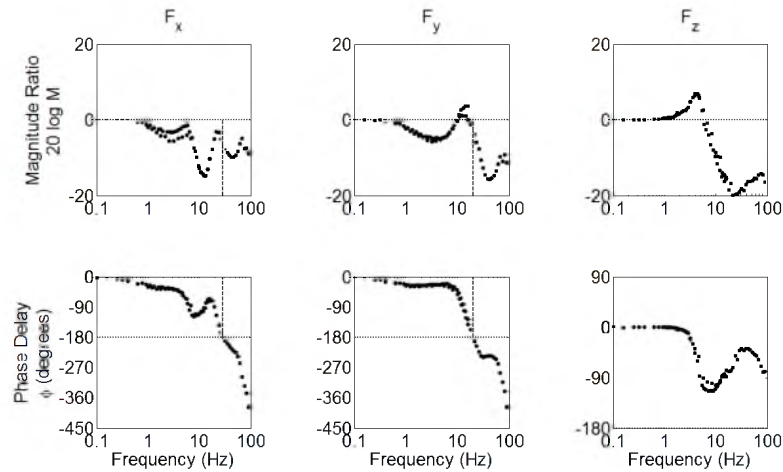 F_x F_y F_z
Magnitude Ratio
20 log M
20 20 20
0 0 0
-20 -20 -20
0.1 1 10 100 0.1 1 10 100 0.1 1 10 100
Phase Delay
ϕ (degrees)
0 0 90
-90 -90 0
-180 -180 -90
-270 -270 -180
-360 -360
-450 -450
0.1 1 10 100 0.1 1 10 100 0.1 1 10 100
Frequency (Hz) Frequency (Hz) Frequency (Hz)